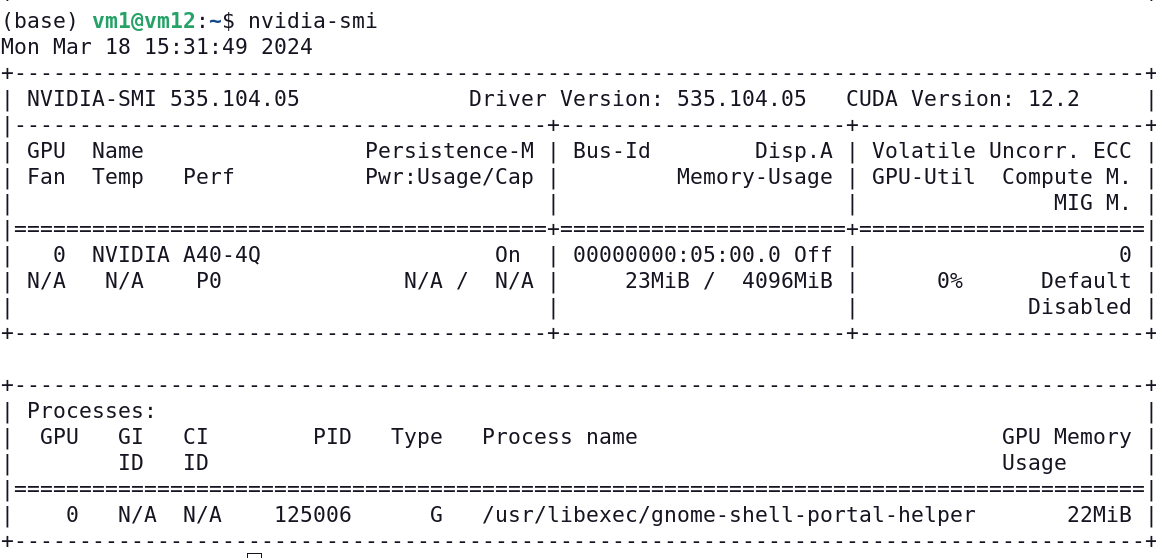 (base) vm1@vm12:~$ nvidia-smi
Mon Mar 18 15:31:49 2024
+---------------------------------------------------------------------------------------+
| NVIDIA-SMI 535.104.05             Driver Version: 535.104.05   CUDA Version: 12.2     |
|-----------------------------------------+----------------------+----------------------+
| GPU  Name                 Persistence-M | Bus-Id        Disp.A | Volatile Uncorr. ECC |
| Fan  Temp   Perf          Pwr:Usage/Cap |         Memory-Usage | GPU-Util  Compute M. |
|                                         |                      |               MIG M. |
|=========================================+======================+======================|
|   0  NVIDIA A40-4Q                  On  | 00000000:05:00.0 Off |                    0 |
| N/A   N/A    P0              N/A /  N/A |     23MiB /  4096MiB |      0%      Default |
|                                         |                      |             Disabled |
+-----------------------------------------+----------------------+----------------------+

+---------------------------------------------------------------------------------------+
| Processes:                                                                            |
|  GPU   GI   CI        PID   Type   Process name                            GPU Memory |
|        ID   ID                                                             Usage      |
|=======================================================================================|
|    0   N/A  N/A    125006      G   /usr/libexec/gnome-shell-portal-helper       22MiB |
+---------------------------------------------------------------------------------------+